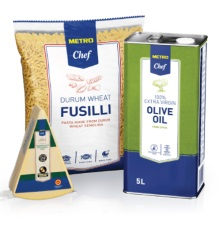 METRO
Chef
DURUM WHEAT
FUSILLI
PASTA MADE FROM DURUM
WHEAT SEMOLINA
METRO
Chef
100%
EXTRA VIRGIN
OLIVE
OIL
5L